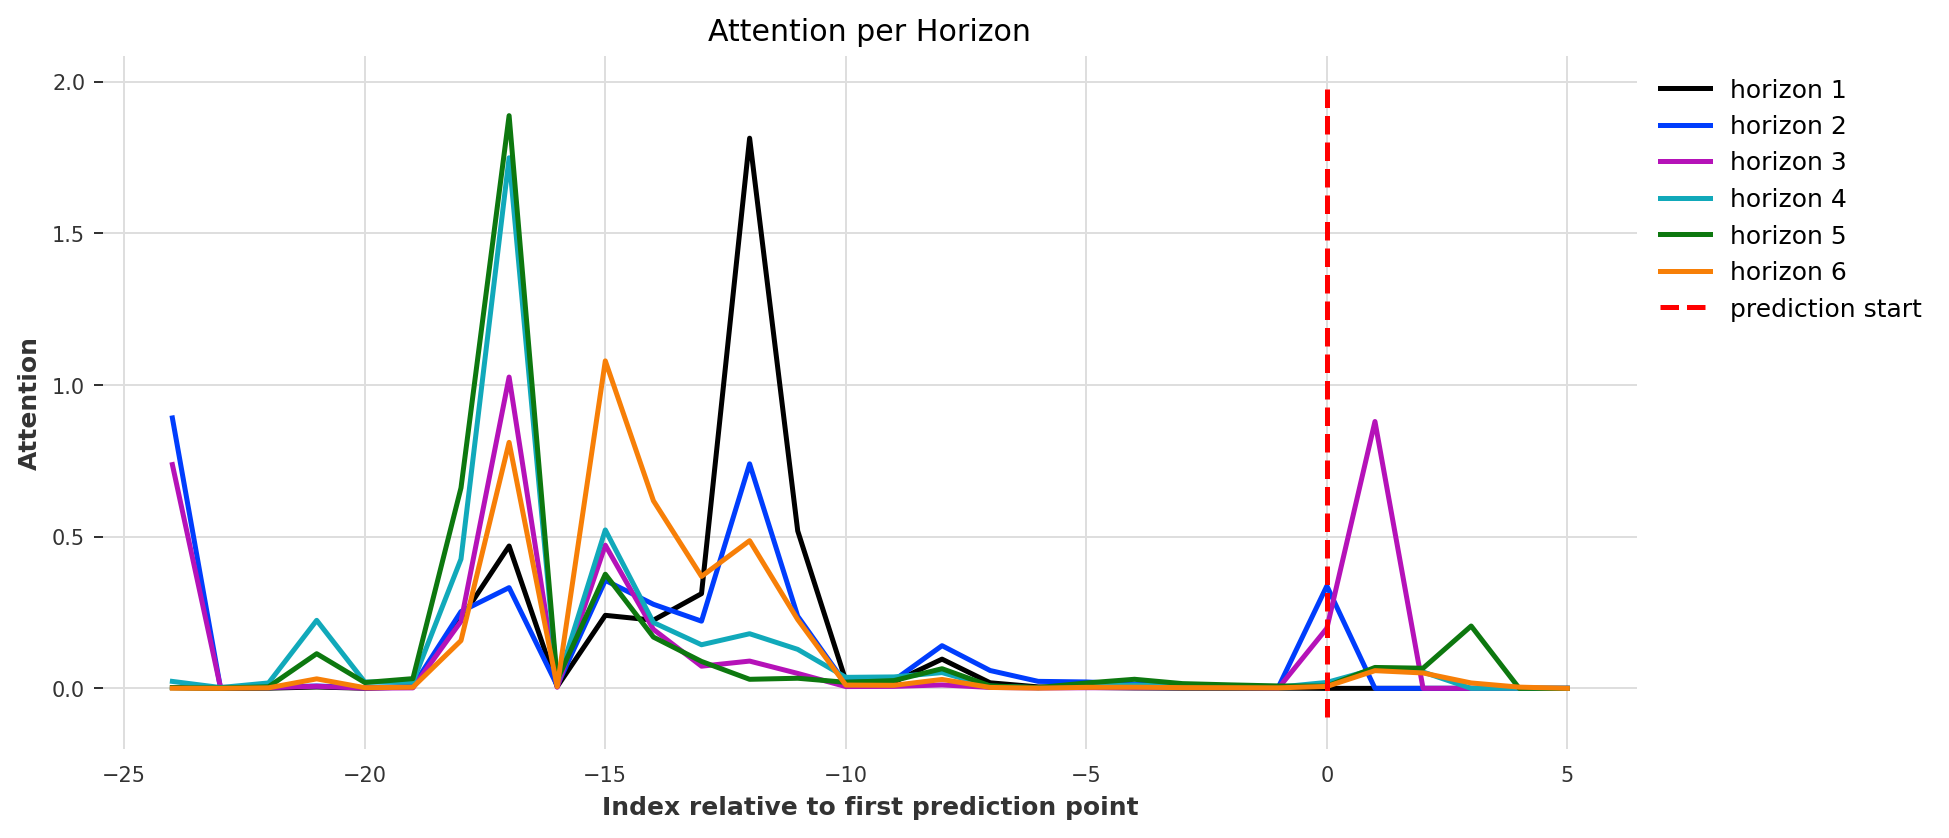 Attention per Horizon
2.0
1.5
1.0
0.5
0.0
Attention
−25
−20
−15
−10
−5
0
5
Index relative to first prediction point
horizon 1
horizon 2
horizon 3
horizon 4
horizon 5
horizon 6
prediction start